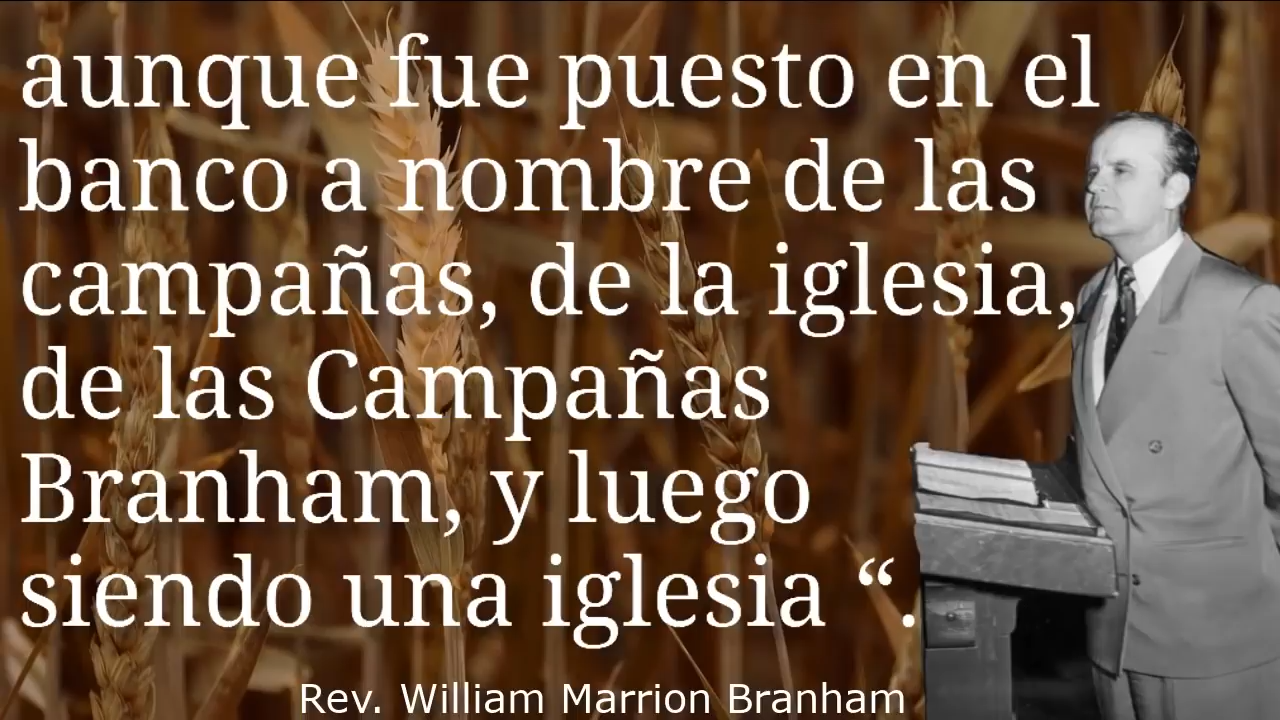 aunque fue puesto en el
banco a nombre de las
campañas, de la iglesia,
de las Campañas
Branham, y luego
siendo una iglesia “.
Rev. William Marrion Branham